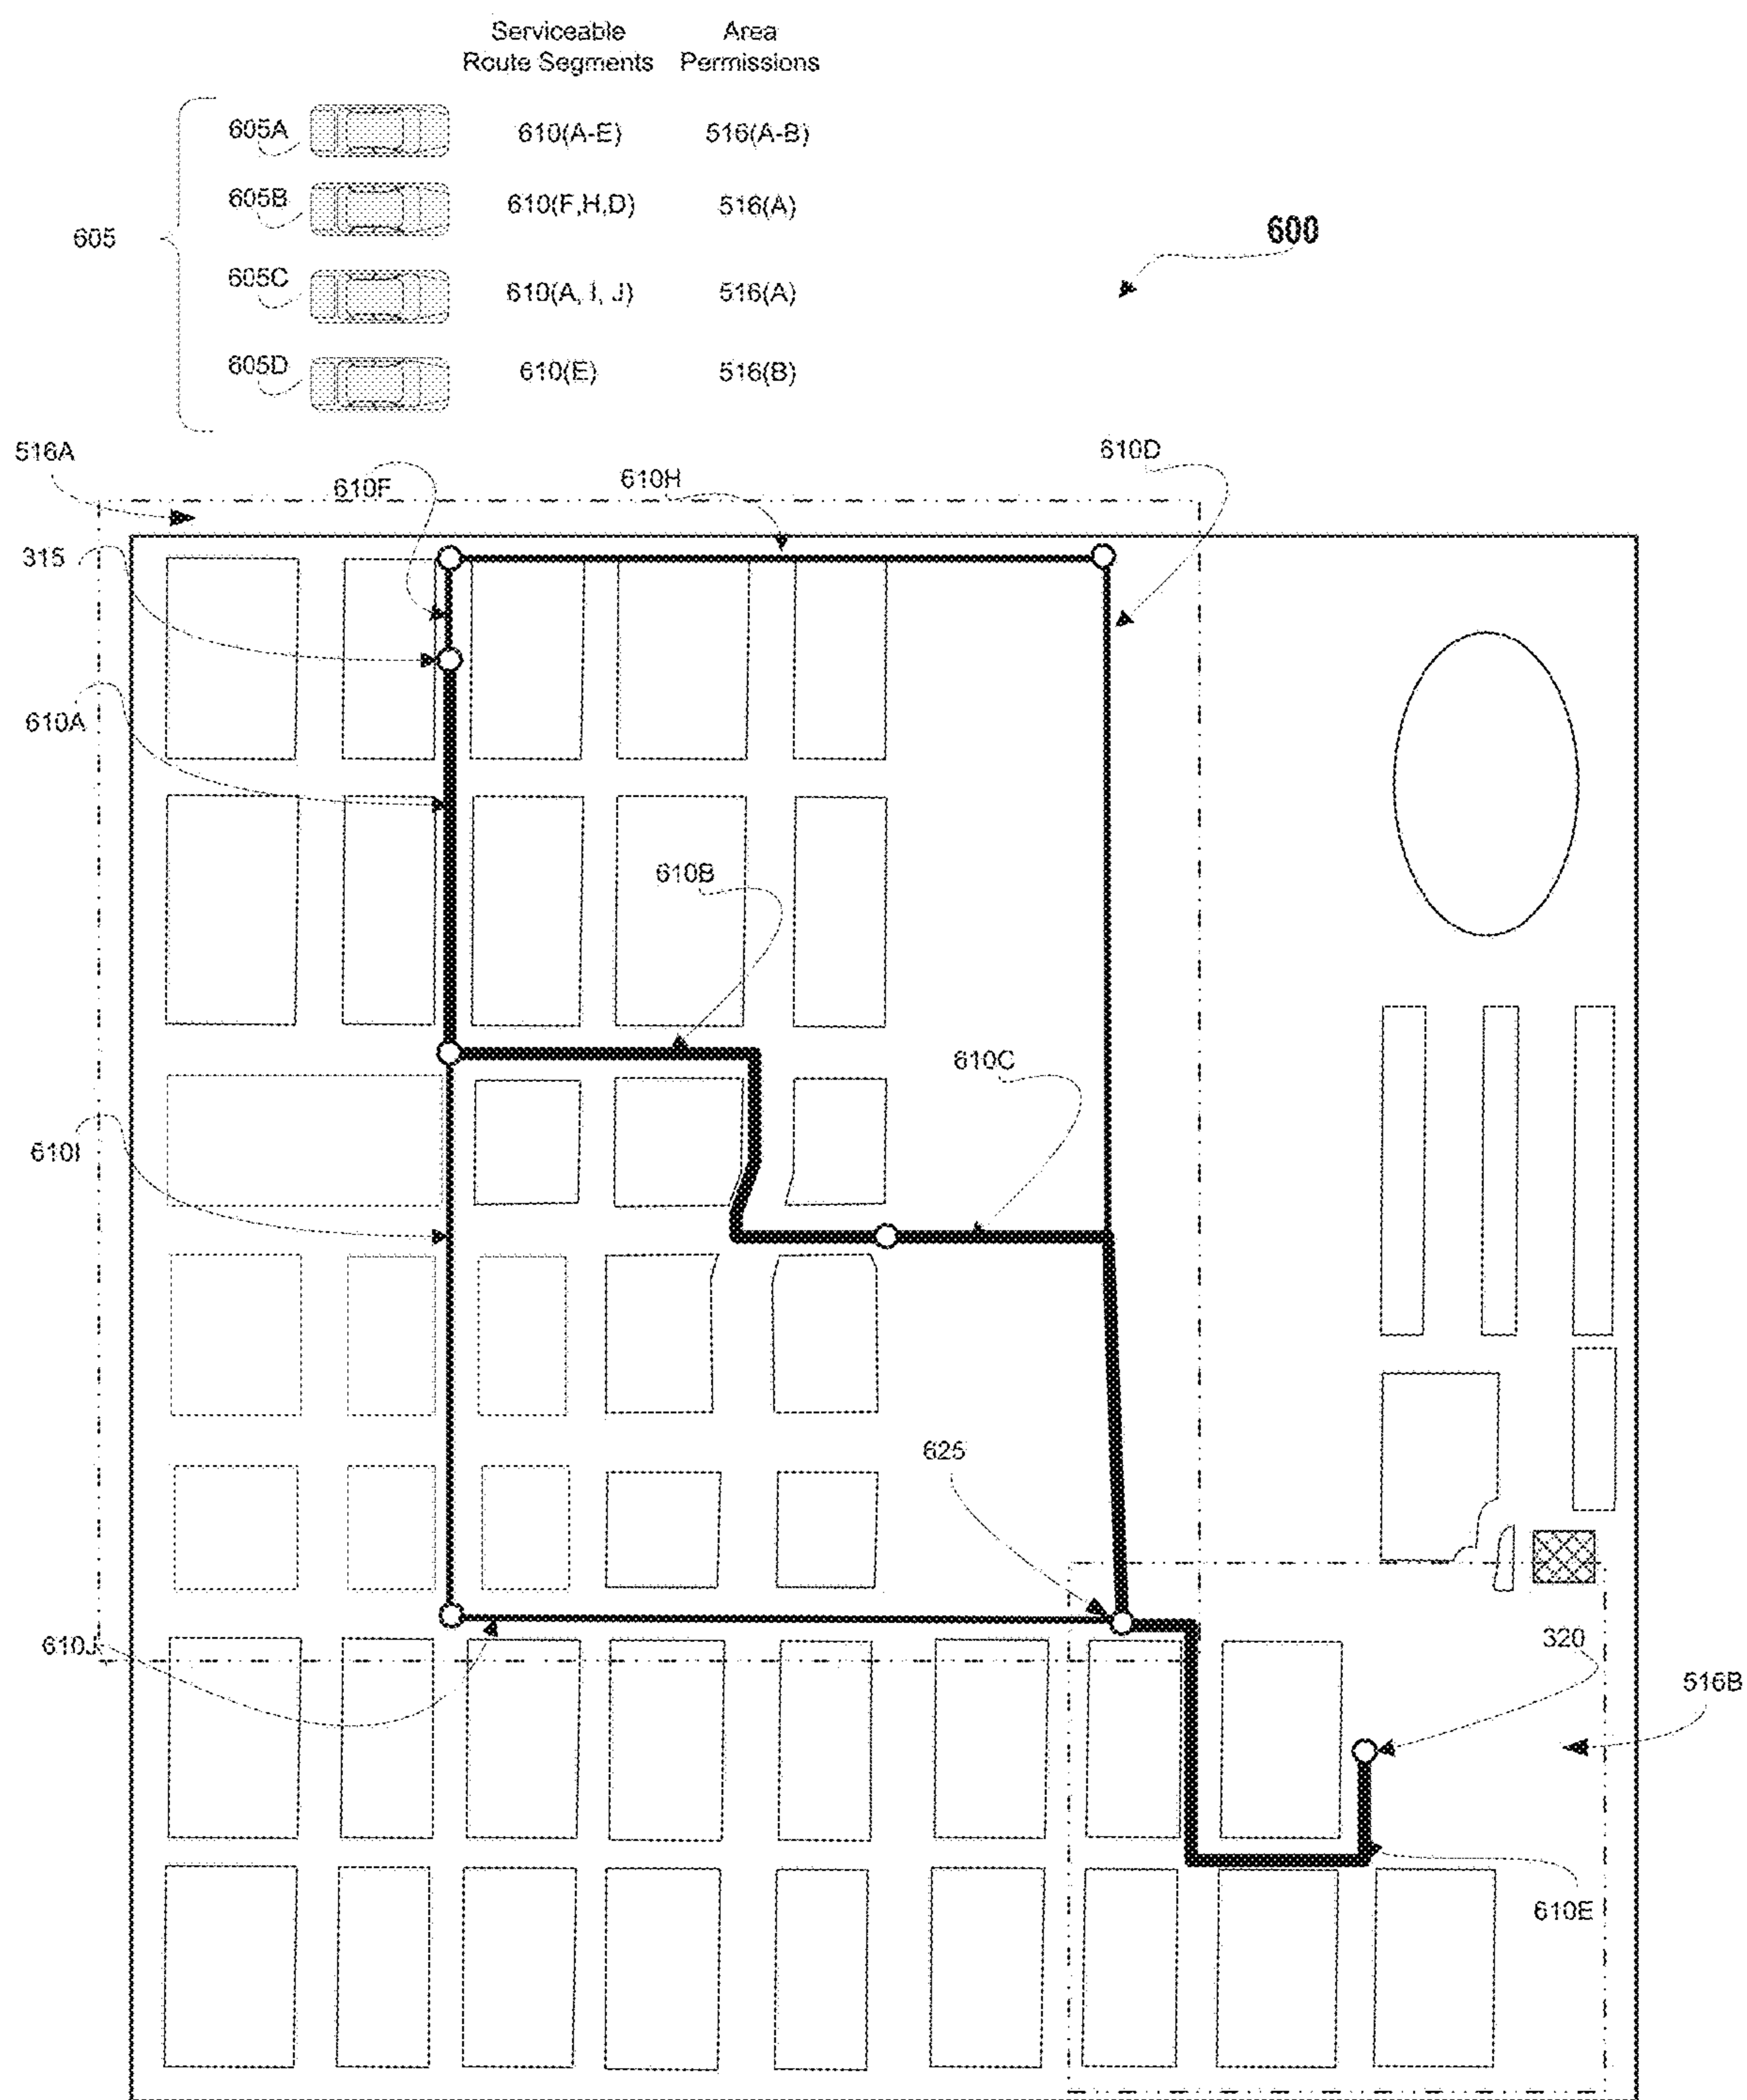 Serviceable Area
Route Segments Permissions
605A 610(A-E) 516(A-B)
605B 610(F,H,D) 516(A)
605 600
605C 610(A, I, J) 516(A)
605D 610(E) 516(B)
516A 610F 610H 610D
315
610A
610B
610C
610I
625
610J 320
516B
610E